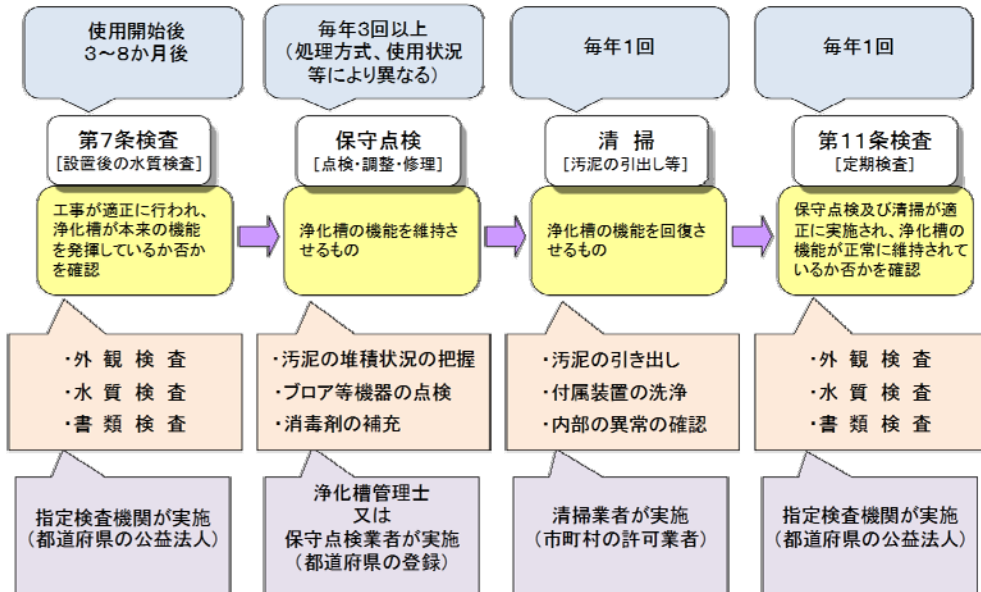 使用開始後
3～8か月後
毎年3回以上
（処理方式、使用状況
等により異なる）
毎年1回
毎年1回
第7条検査
[設置後の水質検査]
保守点検
[点検・調整・修理]
清 掃
[汚泥の引出し等]
第11条検査
[定期検査]
工事が適正に行われ、
浄化槽が本来の機能
を発揮しているか否か
を確認
浄化槽の機能を維持さ
せるもの
浄化槽の機能を回復さ
せるもの
保守点検及び清掃が適
正に実施され、浄化槽の
機能が正常に維持されて
いるか否かを確認
・外 観 検 査
・水 質 検 査
・書 類 検 査
・汚泥の堆積状況の把握
・ブロア等機器の点検
・消毒剤の補充
・汚泥の引き出し
・付属装置の洗浄
・内部の異常の確認
・外 観 検 査
・水 質 検 査
・書 類 検 査
指定検査機関が実施
（都道府県の公益法人）
浄化槽管理士
又は
保守点検業者が実施
（都道府県の登録）
清掃業者が実施
（市町村の許可業者）
指定検査機関が実施
（都道府県の公益法人）